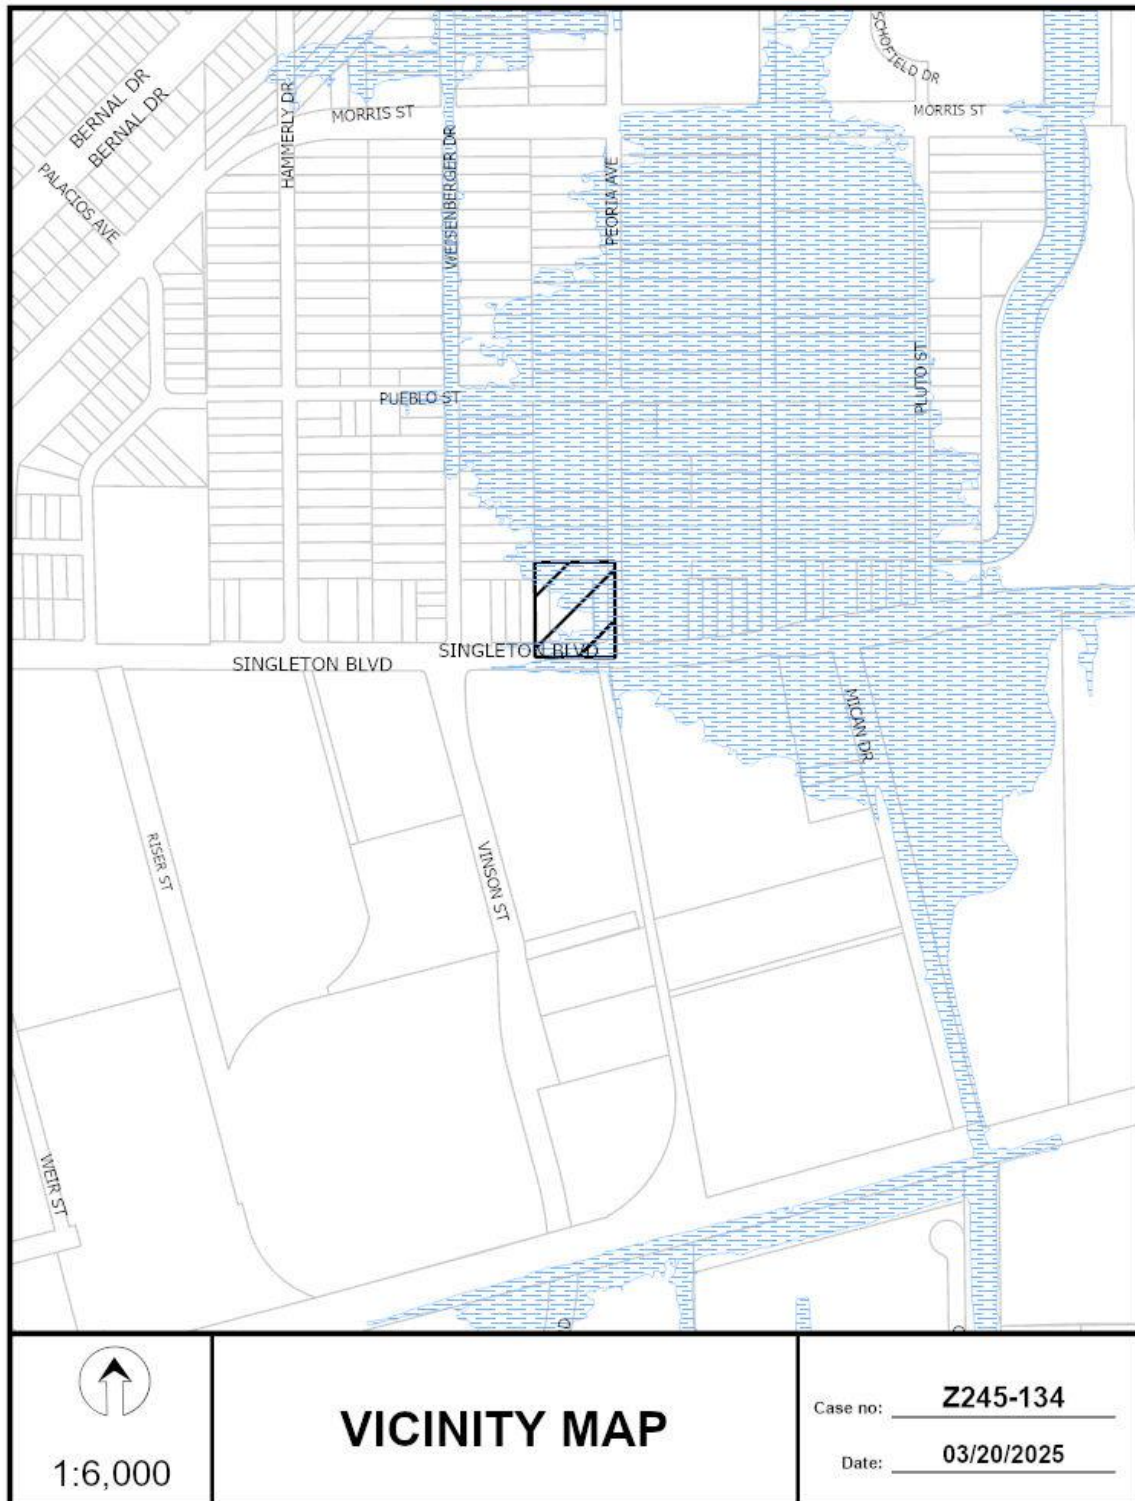 SCHOFIELD DR
BERNAL DR
BERNAL DR
HAMMERLY DR
MORRIS ST
MORRIS ST
WEISENBERGER DR
PEORIA AVE
PALACIOS AVE
PLUTO ST
PUEBLO ST
SINGLETON BLVD
SINGLETON BLVD
MICAN DR
RISER ST
VINSON ST
WEIR ST
1:6,000
VICINITY MAP
Case no: Z245-134
Date: 03/20/2025